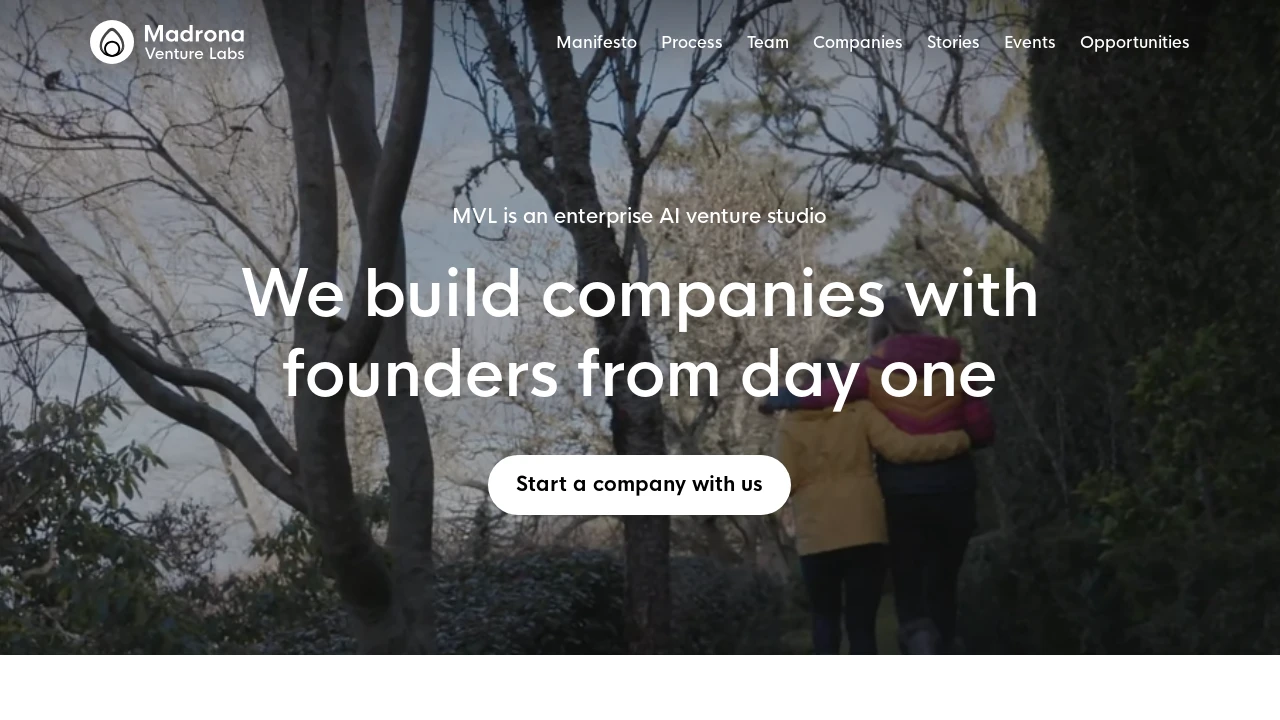 Madrona
Venture Labs
Manifesto
Process
Team
Companies
Stories
Events
Opportunities
MVL is an enterprise AI venture studio
We build companies with
founders from day one
Start a company with us